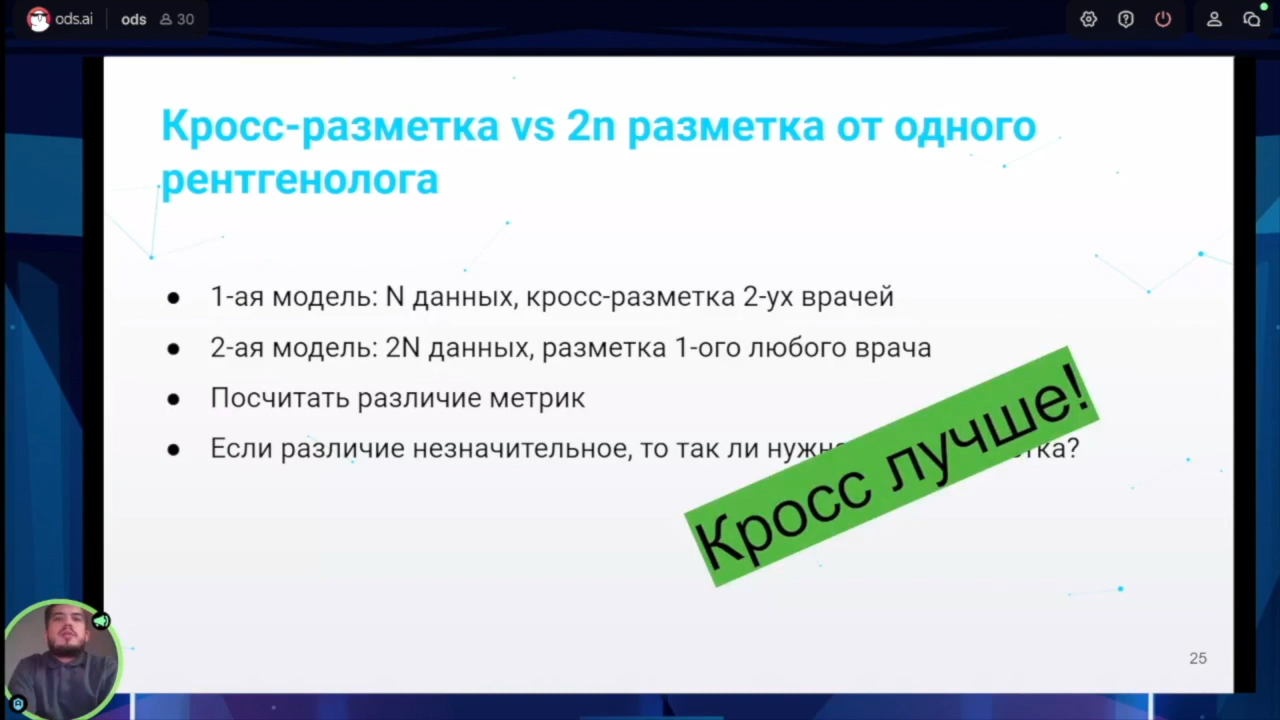 ods.ai
ods
30
Кросс-разметка vs 2n разметка от одного
рентгенолога
1-ая модель: N данных, кросс-разметка 2-ух врачей
2-ая модель: 2N данных, разметка 1-ого любого врача
Посчитать различие метрик
Если различие незначительное, то так ли
Кросс лучше!
25